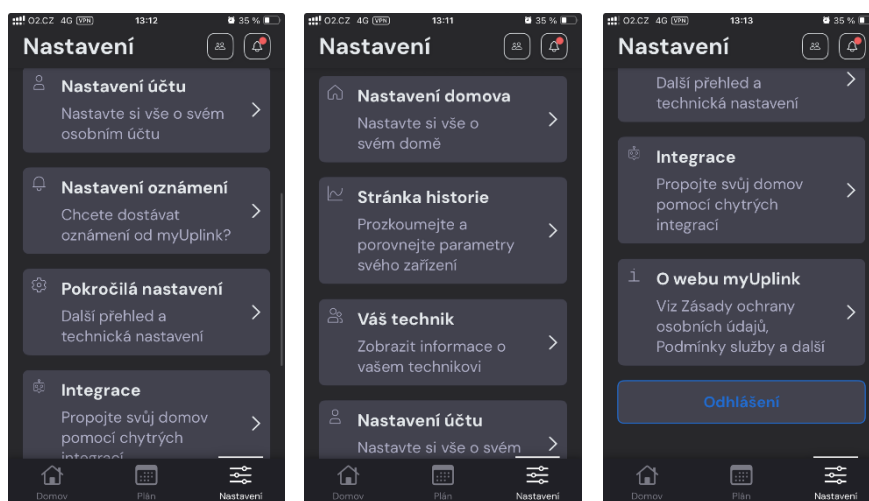 O2.CZ 4G VPN 13:12 35 %
Nastavení
Nastavení účtu
Nastavte si vše o svém
osobním účtu
Nastavení oznámení
Chcete dostávat
oznámení od myUplink?
Pokročilá nastavení
Další přehled a
technická nastavení
Integrace
Propojte svůj domov
pomocí chytrých
integrací
Domov Plán Nastavení
O2.CZ 4G VPN 13:11 35 %
Nastavení
Nastavení domova
Nastavte si vše o
svém domě
Stránka historie
Prozkoumejte a
porovnejte parametry
svého zařízení
Váš technik
Zobrazit informace o
vašem technikovi
Nastavení účtu
Nastavte si vše o svém
Domov Plán Nastavení
O2.CZ 4G VPN 13:13 35 %
Nastavení
Další přehled a
technická nastavení
Integrace
Propojte svůj domov
pomocí chytrých
integrací
O webu myUplink
Viz Zásady ochrany
osobních údajů,
Podmínky služby a další
Odhlášení
Domov Plán Nastavení